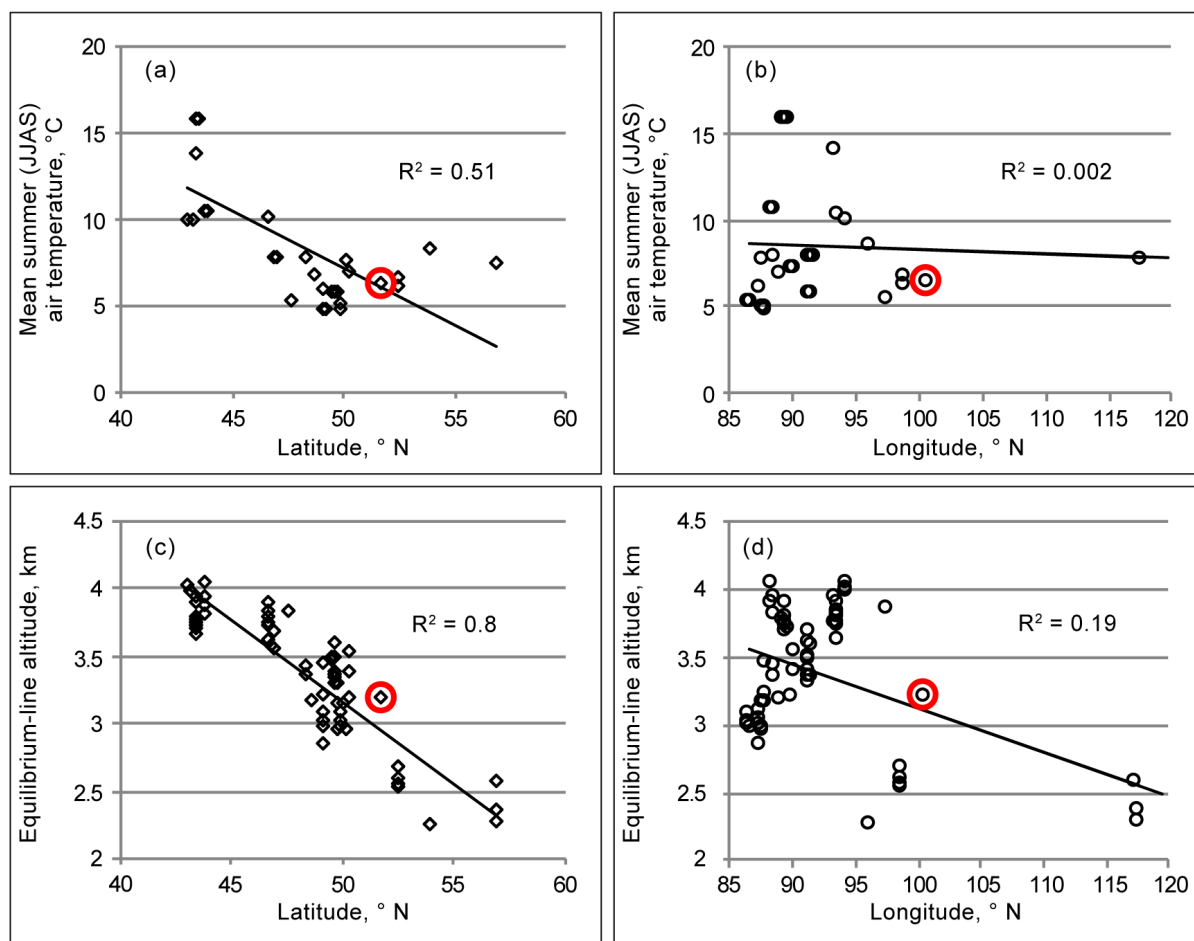 (a)
Mean summer (JJAS)
air temperature, °C
20
15
10
5
0
R² = 0.51
40
45
50
55
60
Latitude, ° N
(b)
Mean summer (JJAS)
air temperature, °C
20
15
10
5
0
R² = 0.002
85
90
95
100
105
110
115
120
Longitude, ° N
(c)
Equilibrium-line altitude, km
4.5
4
3.5
3
2.5
2
R² = 0.8
40
45
50
55
60
Latitude, ° N
(d)
Equilibrium-line altitude, km
4.5
4
3.5
3
2.5
2
R² = 0.19
85
90
95
100
105
110
115
120
Longitude, ° N